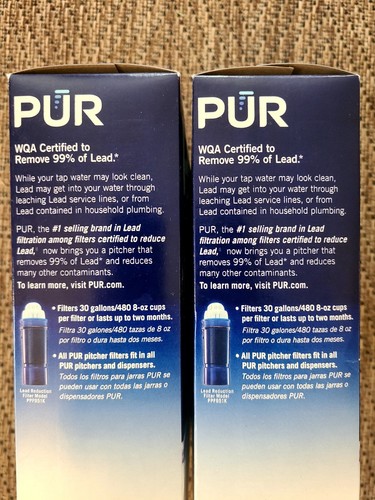 PUR
WQA Certified to
Remove 99% of Lead.*
While your tap water may look clean,
Lead may get into your water through
leaching Lead service lines, or from
Lead contained in household plumbing.
PUR, the #1 selling brand in Lead
filtration among filters certified to reduce
Lead, now brings you a pitcher that
removes 99% of Lead* and reduces
many other contaminants.
To learn more, visit PUR.com.
• Filters 30 gallons/480 8-oz cups
per filter or lasts up to two months.
Filtra 30 galones/480 tazas de 8 oz
por filtro o dura hasta dos meses.
• All PUR pitcher filters fit in all
PUR pitchers and dispensers.
Todos los filtros para jarras PUR se
pueden usar con todas las jarras o
dispensadores PUR.
Lead Reduction
Filter Model
PUR
WQA Certified to
Remove 99% of Lead.*
While your tap water may look clean,
Lead may get into your water through
leaching Lead service lines, or from
Lead contained in household plumbing.
PUR, the #1 selling brand in Lead
filtration among filters certified to reduce
Lead, now brings you a pitcher that
removes 99% of Lead* and reduces
many other contaminants.
To learn more, visit PUR.com.
• Filters 30 gallons/480 8-oz cups
per filter or lasts up to two months.
Filtra 30 galones/480 tazas de 8 oz
por filtro o dura hasta dos meses.
• All PUR pitcher filters fit in all
PUR pitchers and dispensers.
Todos los filtros para jarras PUR se
pueden usar con todas las jarras o
dispensadores PUR.
Lead Reduction
Filter Model